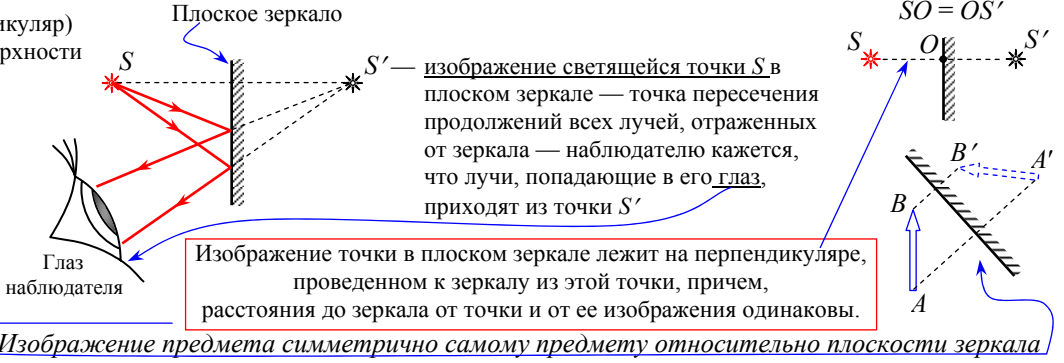 икуляр)
рхности
Плоское зеркало
SO = OS′
S
S′ — изображение светящейся точки S в
плоском зеркале — точка пересечения
продолжений всех лучей, отраженных
от зеркала — наблюдателю кажется,
что лучи, попадающие в его глаз,
приходят из точки S′
S
O
S′
B′
A′
B
A
Глаз
наблюдателя
Изображение точки в плоском зеркале лежит на перпендикуляре,
проведенном к зеркалу из этой точки, причем,
расстояния до зеркала от точки и от ее изображения одинаковы.
Изображение предмета симметрично самому предмету относительно плоскости зеркала